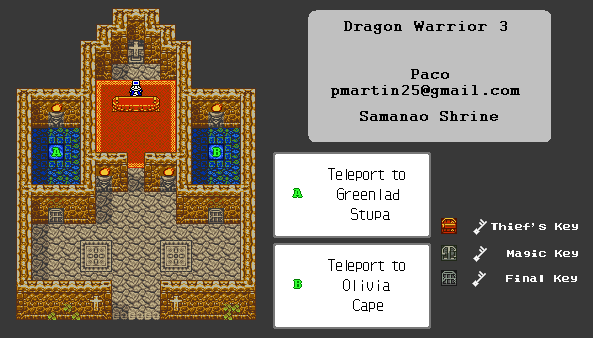 Dragon Warrior 3
Paco
pmartin25@gmail.com
Samanao Shrine
A
B
A
Teleport to
Greenlad
Stupa
B
Teleport to
Olivia
Cape
Thief's Key
Magic Key
Final Key